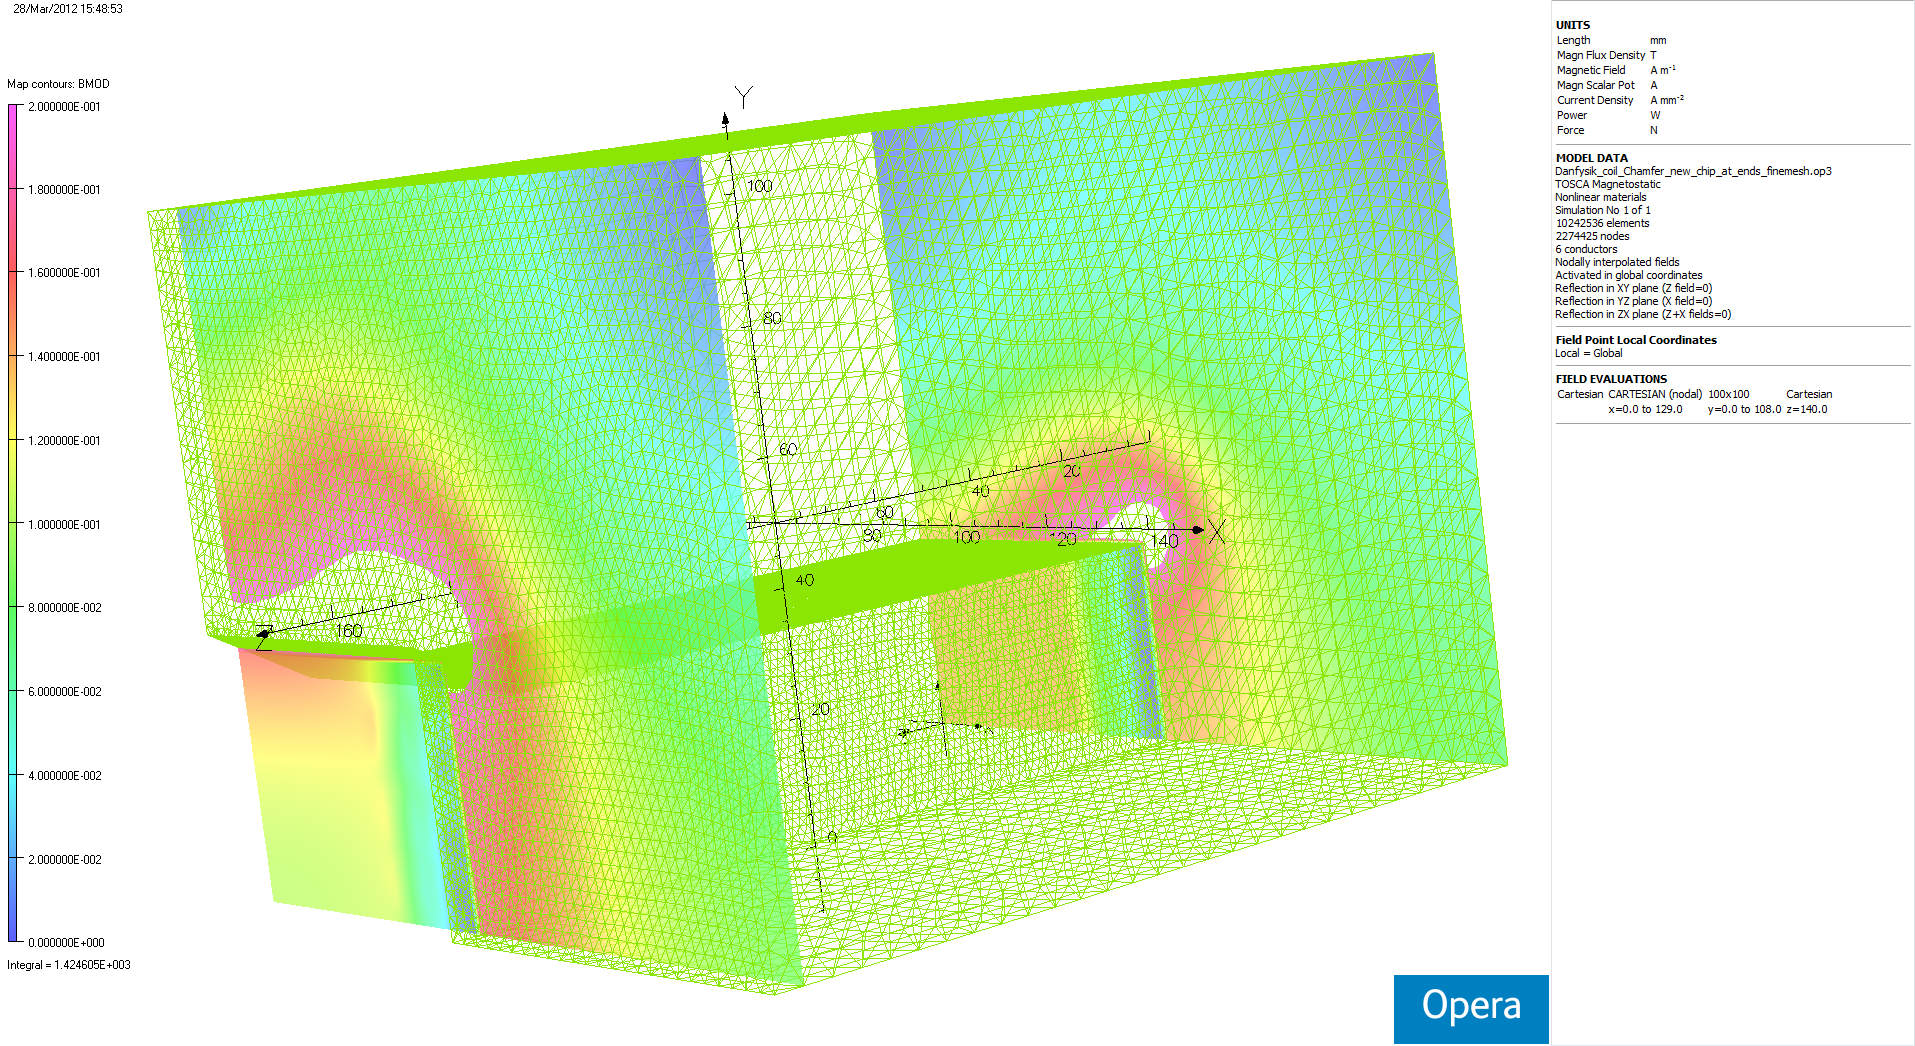 28/Mar/2012 15:48:53
Map contours: BMOD
2.000000E-001
1.800000E-001
1.600000E-001
1.400000E-001
1.200000E-001
1.000000E-001
8.000000E-002
6.000000E-002
4.000000E-002
2.000000E-002
0.000000E+000
Integral = 1.424605E+003
Y
100
80
60
40
20
0
20
40
60
80
100
120
140
X
160
Z
Opera
UNITS
Length mm
Magn Flux Density T
Magnetic Field A m-1
Magn Scalar Pot A
Current Density A mm-2
Power W
Force N
MODEL DATA
Danfysik_coil_Chamfer_new_chip_at_ends_finemesh.op3
TOSCA Magnetostatic
Nonlinear materials
Simulation No 1 of 1
10242536 elements
2274425 nodes
6 conductors
Nodally interpolated fields
Activated in global coordinates
Reflection in XY plane (Z field=0)
Reflection in YZ plane (X field=0)
Reflection in ZX plane (Z+X fields=0)
Field Point Local Coordinates
Local = Global
FIELD EVALUATIONS
Cartesian CARTESIAN (nodal) 100x100 Cartesian
x=0.0 to 129.0 y=0.0 to 108.0 z=140.0